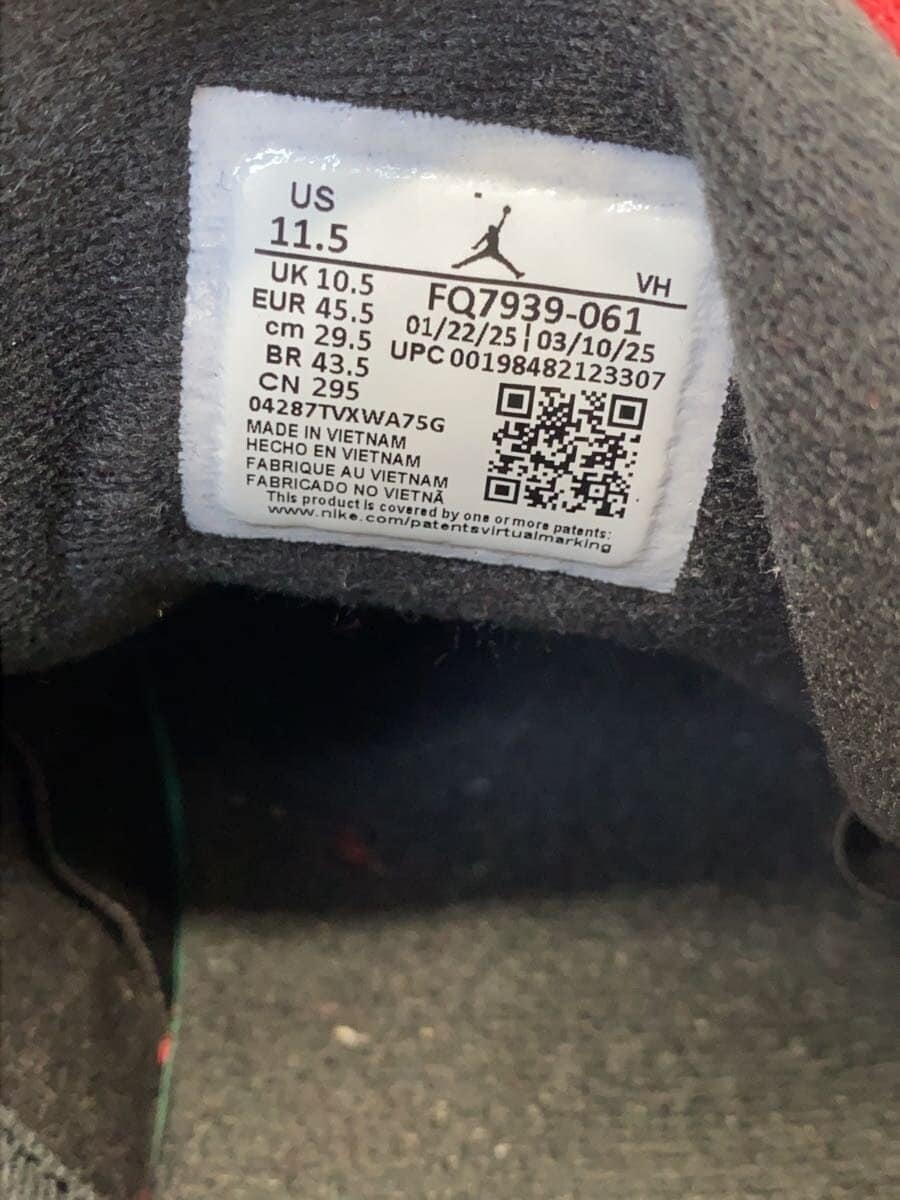 US
11.5
VH
UK 10.5
EUR 45.5
cm 29.5
BR 43.5
CN 295
FQ7939-061
01/22/25 | 03/10/25
UPC 00198482123307
04287TVXWA75G
MADE IN VIETNAM
HECHO EN VIETNAM
FABRIQUE AU VIETNAM
FABRICADO NO VIETNÃ
This product is covered by one or more patents:
www.nike.com/patentsvirtualmarking